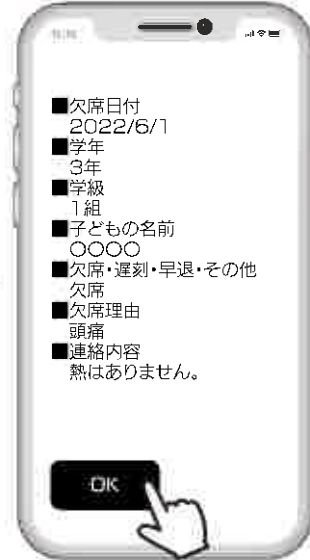 ■欠席日付
2022/6/1
■学年
3年
■学級
1組
■子どもの名前
○○○○
■欠席・遅刻・早退・その他
欠席
■欠席理由
頭痛
■連絡内容
熱はありません。
OK